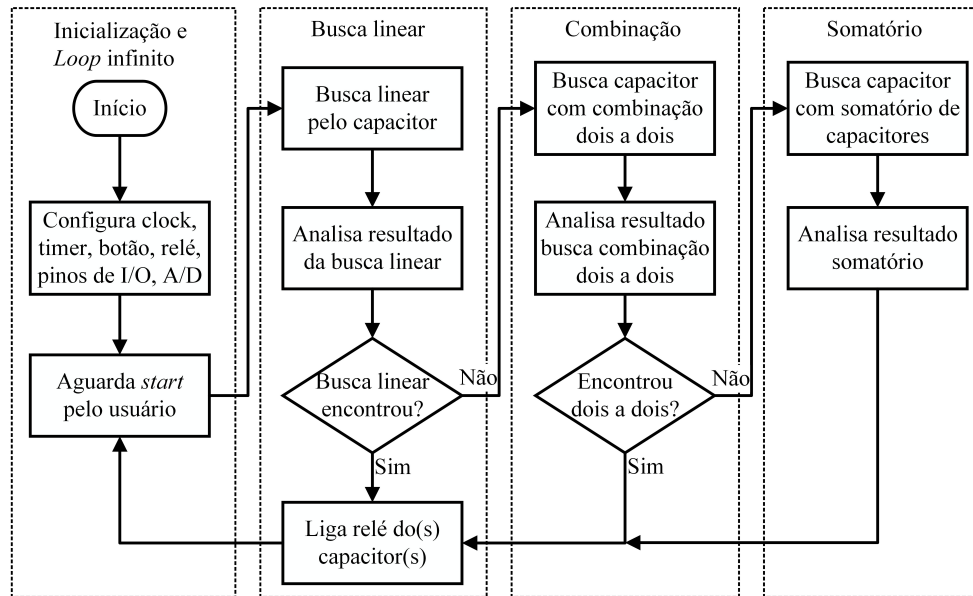 Inicialização e
Loop infinito
Início
Configura clock,
timer, botão, relé,
pinos de I/O, A/D
Aguarda start
pelo usuário
Busca linear
Busca linear
pelo capacitor
Analisa resultado
da busca linear
Busca linear
encontrou?
Não
Sim
Liga relé do(s)
capacitor(s)
Combinação
Busca capacitor
com combinação
dois a dois
Analisa resultado
busca combinação
dois a dois
Encontrou
dois a dois?
Não
Sim
Somatório
Busca capacitor
com somatório de
capacitores
Analisa resultado
somatório